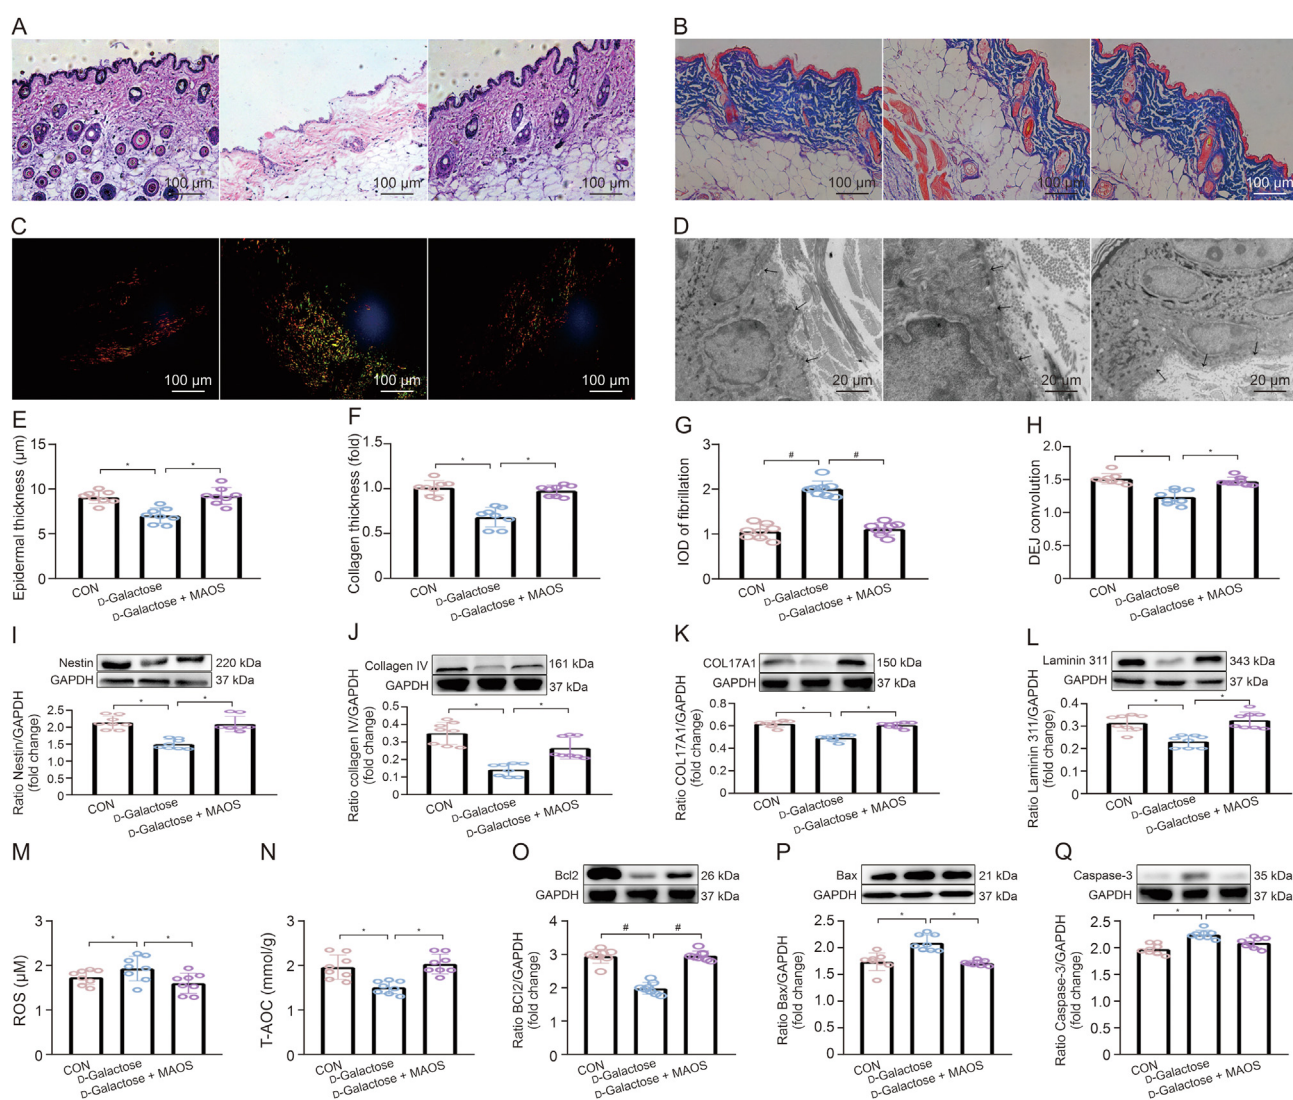 A
B
100 µm
100 µm
100 µm
100 µm
100 µm
100 µm
C
D
100 µm
100 µm
100 µm
20 µm
20 µm
20 µm
E
Epidermal thickness (µm)
15
10
5
0
*
*
CON
D-Galactose
D-Galactose + MAOS
F
Collagen thickness (fold)
1.5
1.0
0.5
0
*
*
CON
D-Galactose
D-Galactose + MAOS
G
IOD of fibrillation
3
2
1
0
#
#
CON
D-Galactose
D-Galactose + MAOS
H
DEJ convolution
2.0
1.5
1.0
0.5
0
*
*
CON
D-Galactose
D-Galactose + MAOS
I
Nestin
220 kDa
GAPDH
37 kDa
Ratio Nestin/GAPDH
(fold change)
2.5
2.0
1.5
1.0
0.5
0
*
*
CON
D-Galactose
D-Galactose + MAOS
J
Collagen IV
161 kDa
GAPDH
37 kDa
Ratio collagen IV/GAPDH
(fold change)
0.5
0.4
0.3
0.2
0.1
0
*
*
CON
D-Galactose
D-Galactose + MAOS
K
COL17A1
150 kDa
GAPDH
37 kDa
Ratio COL17A1/GAPDH
(fold change)
0.8
0.6
0.4
0.2
0
*
*
CON
D-Galactose
D-Galactose + MAOS
L
Laminin 311
343 kDa
GAPDH
37 kDa
Ratio Laminin 311/GAPDH
(fold change)
0.4
0.3
0.2
0.1
0
*
*
CON
D-Galactose
D-Galactose + MAOS
M
ROS (µM)
3
2
1
0
*
*
CON
D-Galactose
D-Galactose + MAOS
N
T-AOC (mmol/g)
3
2
1
0
*
*
CON
D-Galactose
D-Galactose + MAOS
O
Bcl2
26 kDa
GAPDH
37 kDa
Ratio BCl2/GAPDH
(fold change)
4
3
2
1
0
#
#
CON
D-Galactose
D-Galactose + MAOS
P
Bax
21 kDa
GAPDH
37 kDa
Ratio Bax/GAPDH
(fold change)
2.5
2.0
1.5
1.0
0.5
0
*
*
CON
D-Galactose
D-Galactose + MAOS
Q
Caspase-3
35 kDa
GAPDH
37 kDa
Ratio Caspase-3/GAPDH
(fold change)
2.5
2.0
1.5
1.0
0.5
0
*
*
CON
D-Galactose
D-Galactose + MAOS